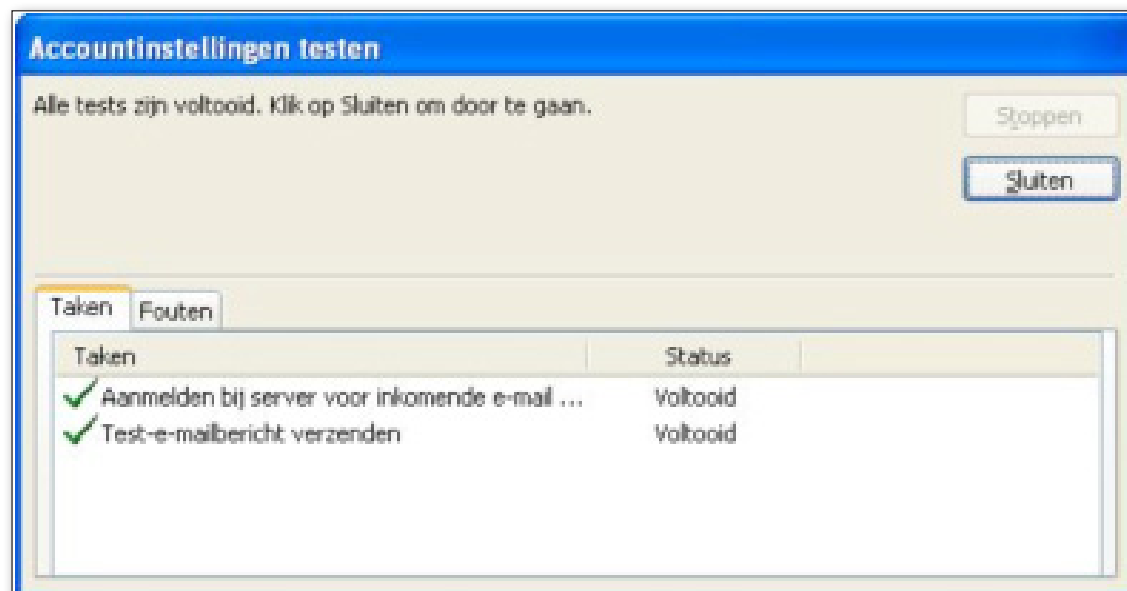 Accountinstellingen testen
Alle tests zijn voltooid. Klik op Sluiten om door te gaan.
Stoppen
Sluiten
Taken Fouten
Taken Status
Aanmelden bij server voor inkomende e-mail ... Voltooid
Test-e-mailbericht verzenden Voltooid